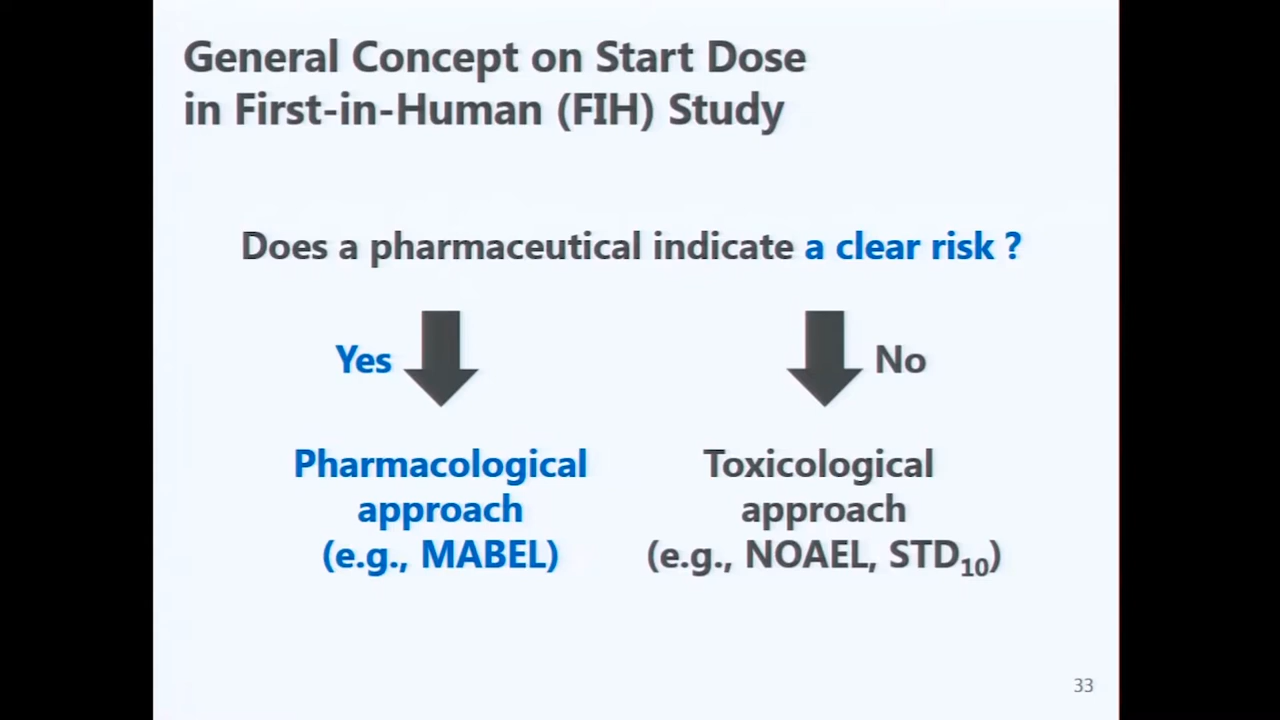 General Concept on Start Dose
in First-in-Human (FIH) Study
Does a pharmaceutical indicate a clear risk ?
Yes
No
Pharmacological
approach
(e.g., MABEL)
Toxicological
approach
(e.g., NOAEL, STD₁₀)
33